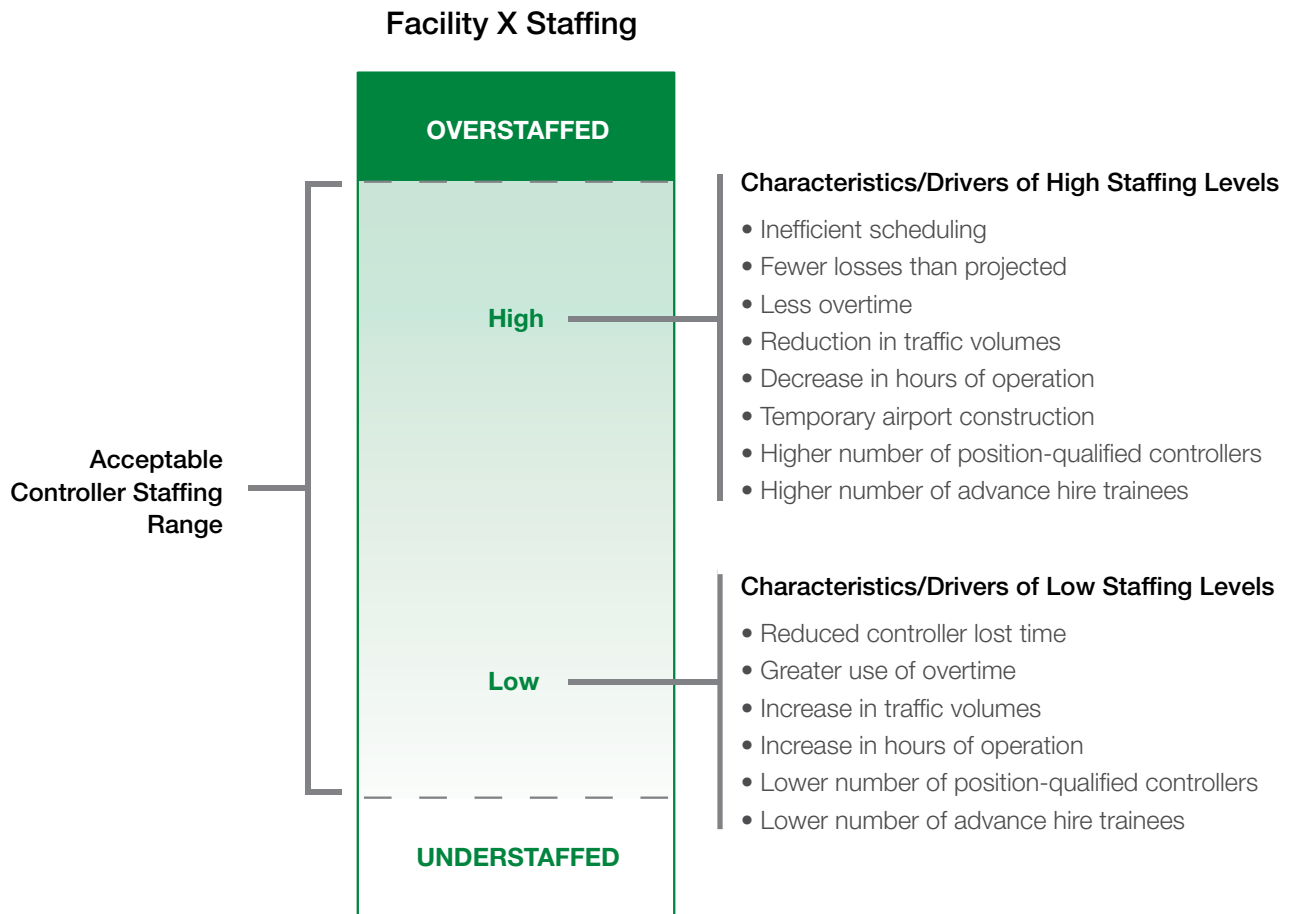 Facility X Staffing
OVERSTAFFED
Acceptable
Controller Staffing
Range
High
Characteristics/Drivers of High Staffing Levels
• Inefficient scheduling
• Fewer losses than projected
• Less overtime
• Reduction in traffic volumes
• Decrease in hours of operation
• Temporary airport construction
• Higher number of position-qualified controllers
• Higher number of advance hire trainees
Low
Characteristics/Drivers of Low Staffing Levels
• Reduced controller lost time
• Greater use of overtime
• Increase in traffic volumes
• Increase in hours of operation
• Lower number of position-qualified controllers
• Lower number of advance hire trainees
UNDERSTAFFED